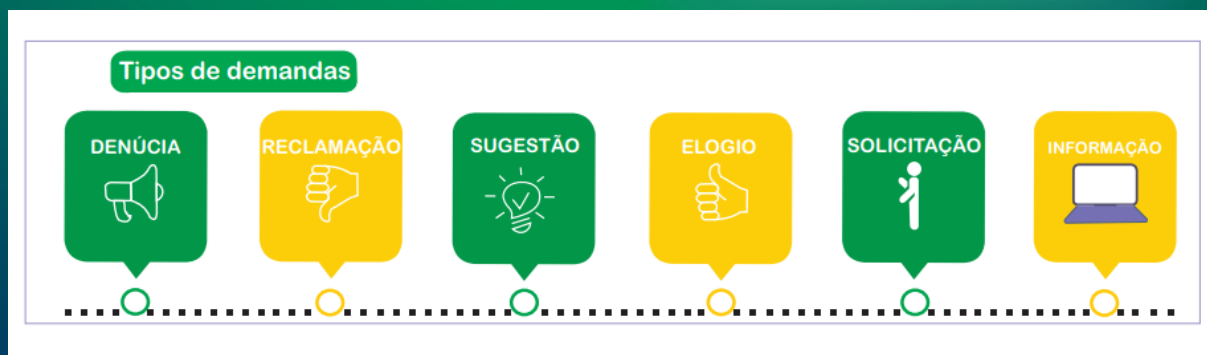 Tipos de demandas
DENÚCIA
RECLAMAÇÃO
SUGESTÃO
ELOGIO
SOLICITAÇÃO
INFORMAÇÃO